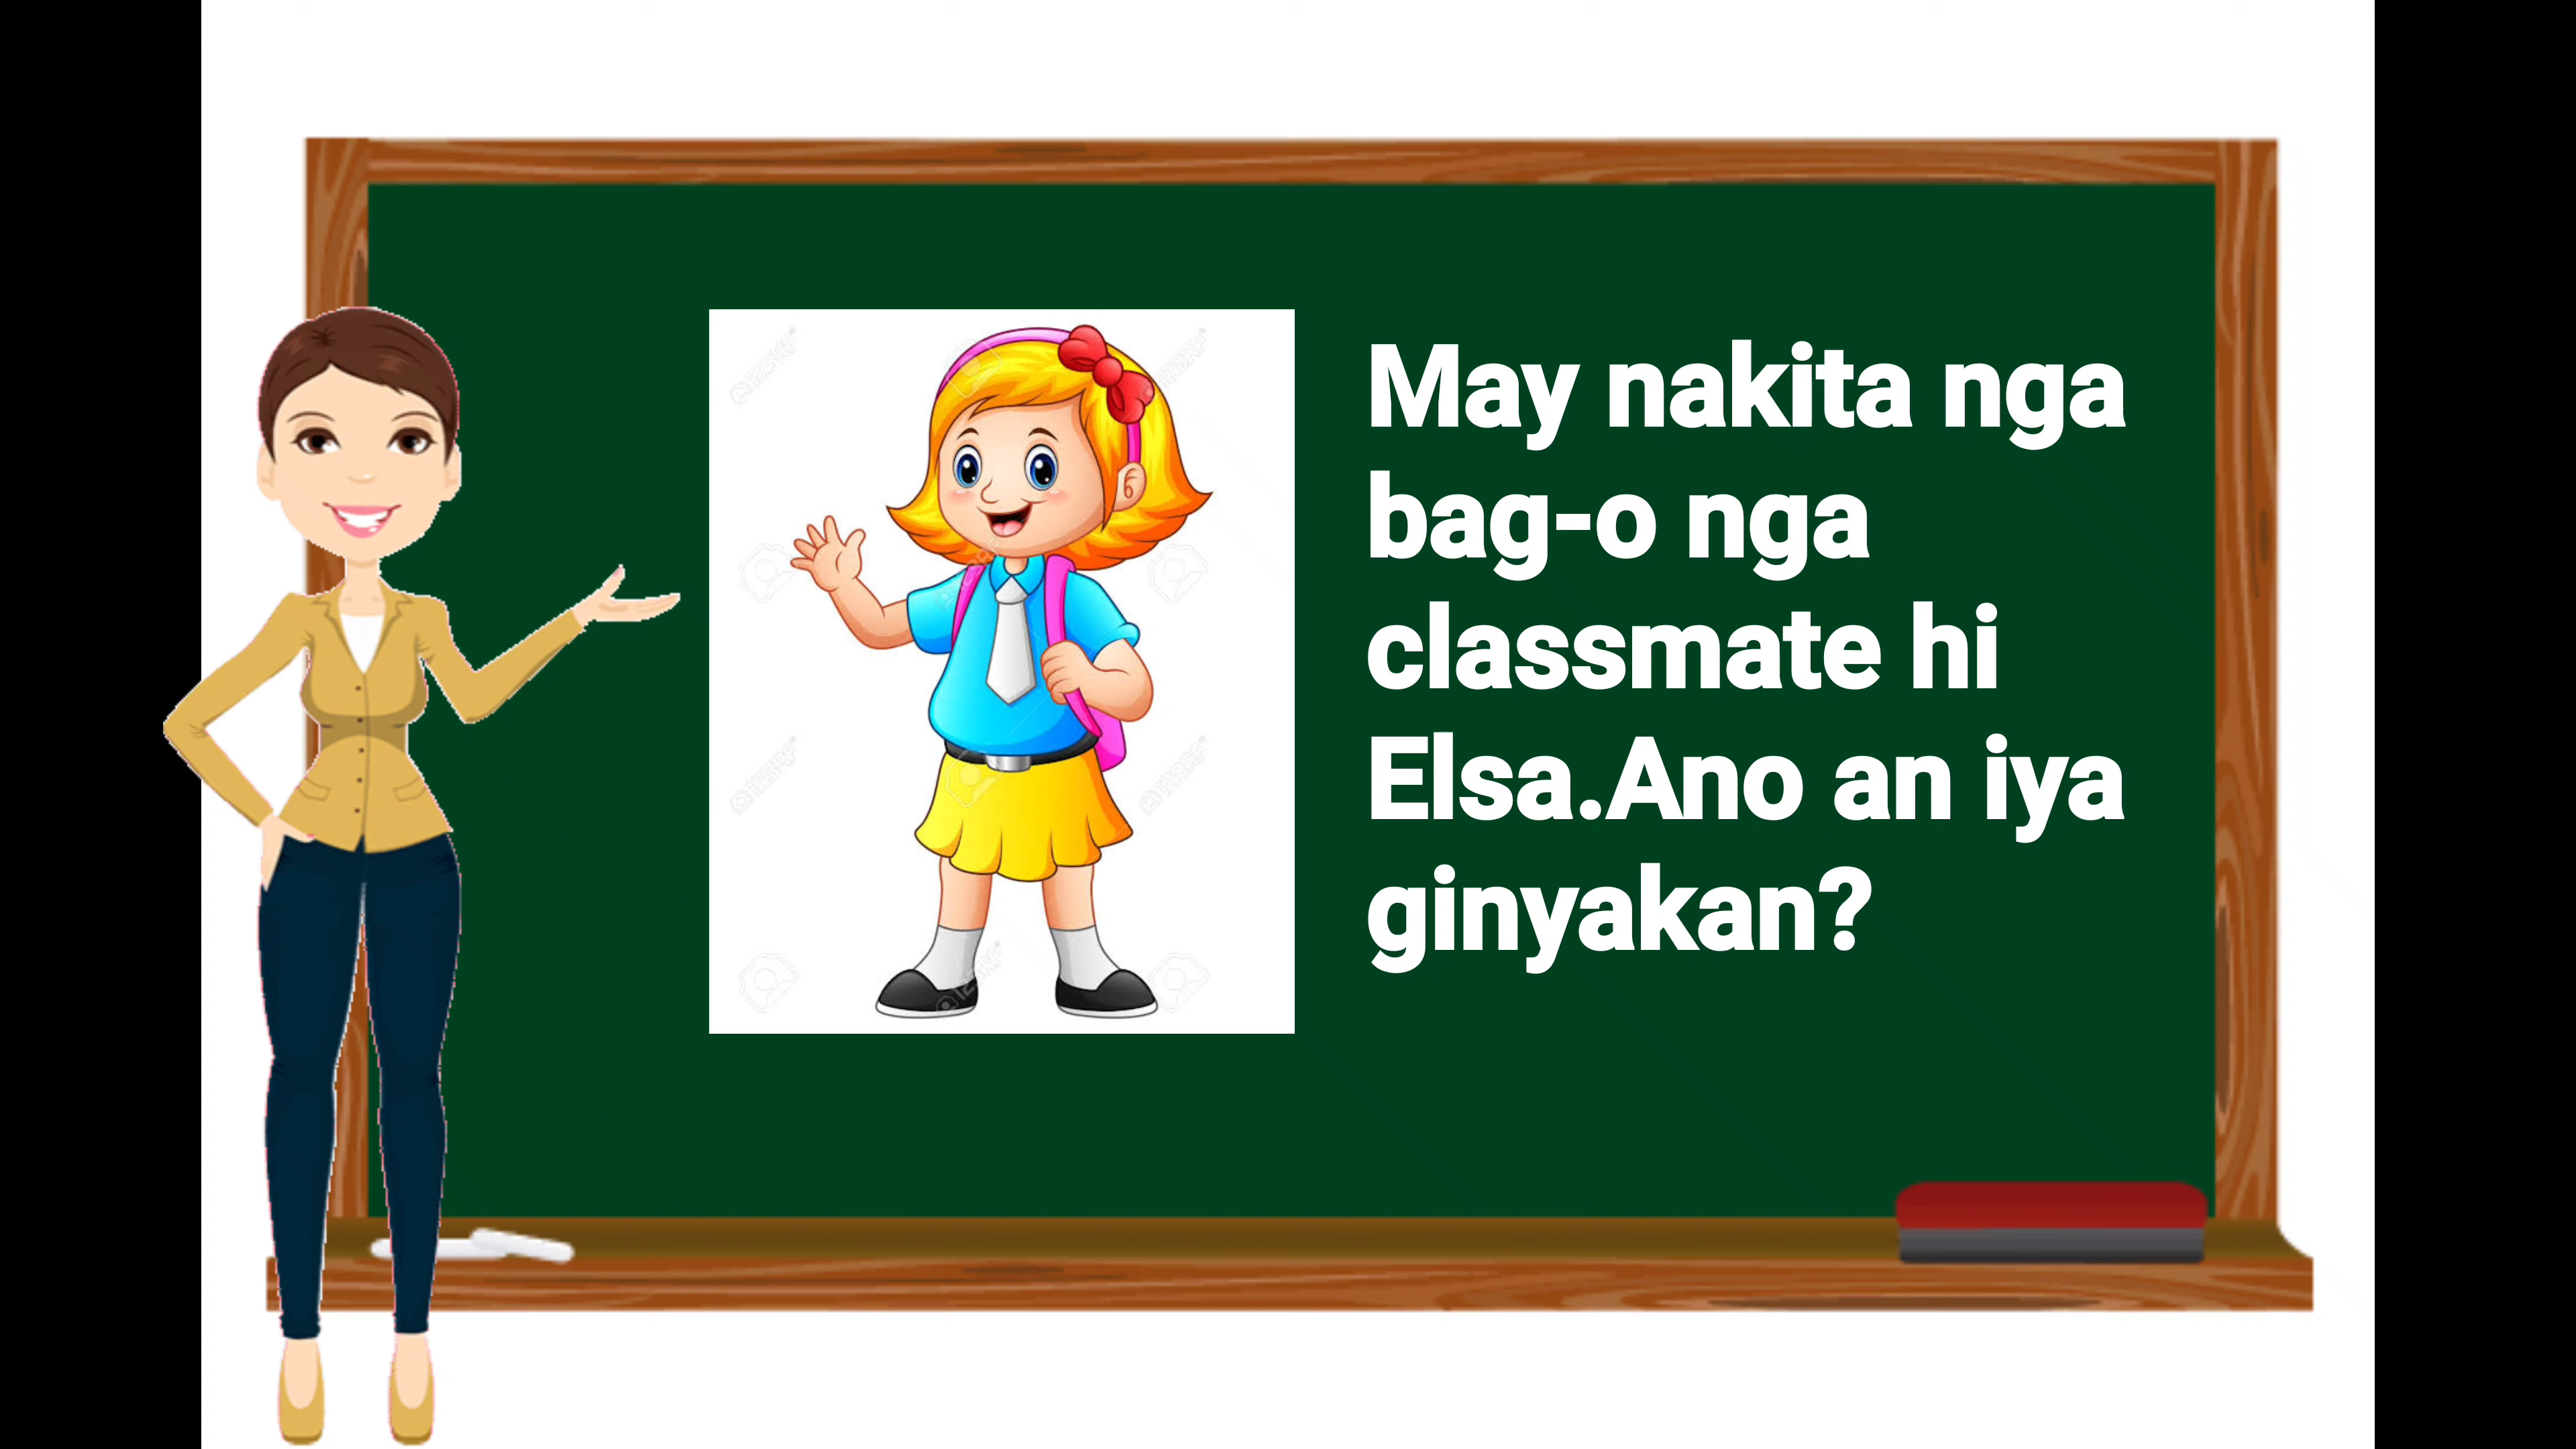 May nakita nga
bag-o nga
classmate hi
Elsa.Ano an iya
ginyakan?